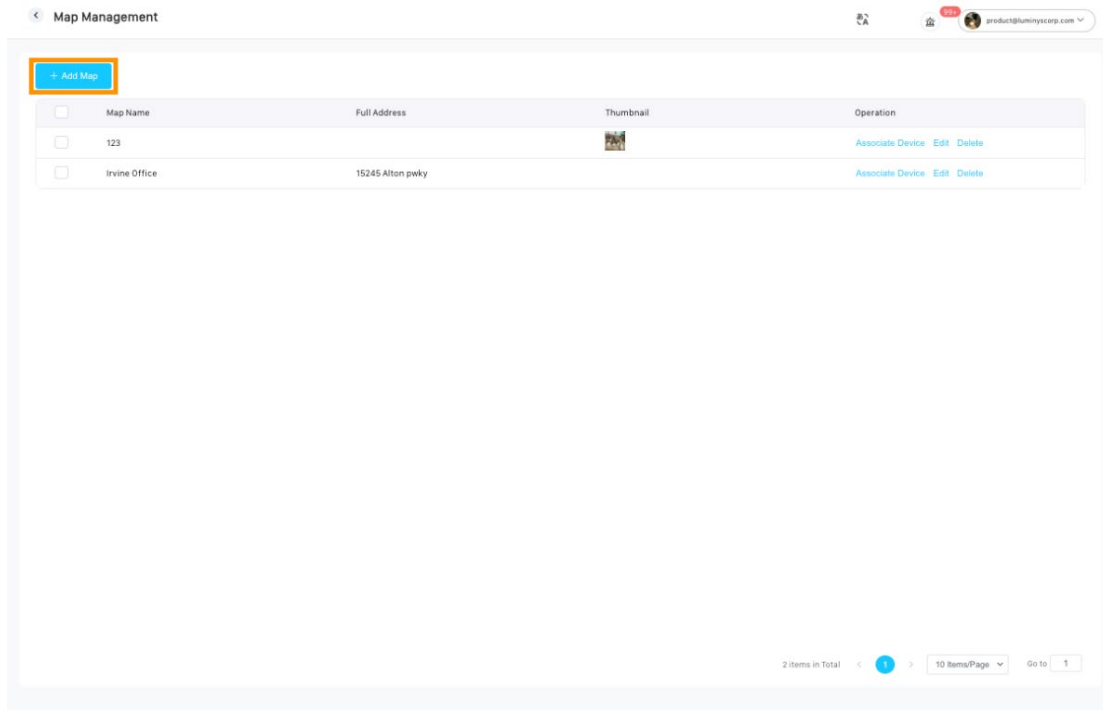 Map Management
99+
product@luminyscorp.com
+ Add Map
Map Name Full Address Thumbnail Operation
123 Associate Device Edit Delete
Irvine Office 15245 Alton pwky Associate Device Edit Delete
2 items in Total < 1 > 10 Items/Page Go to 1